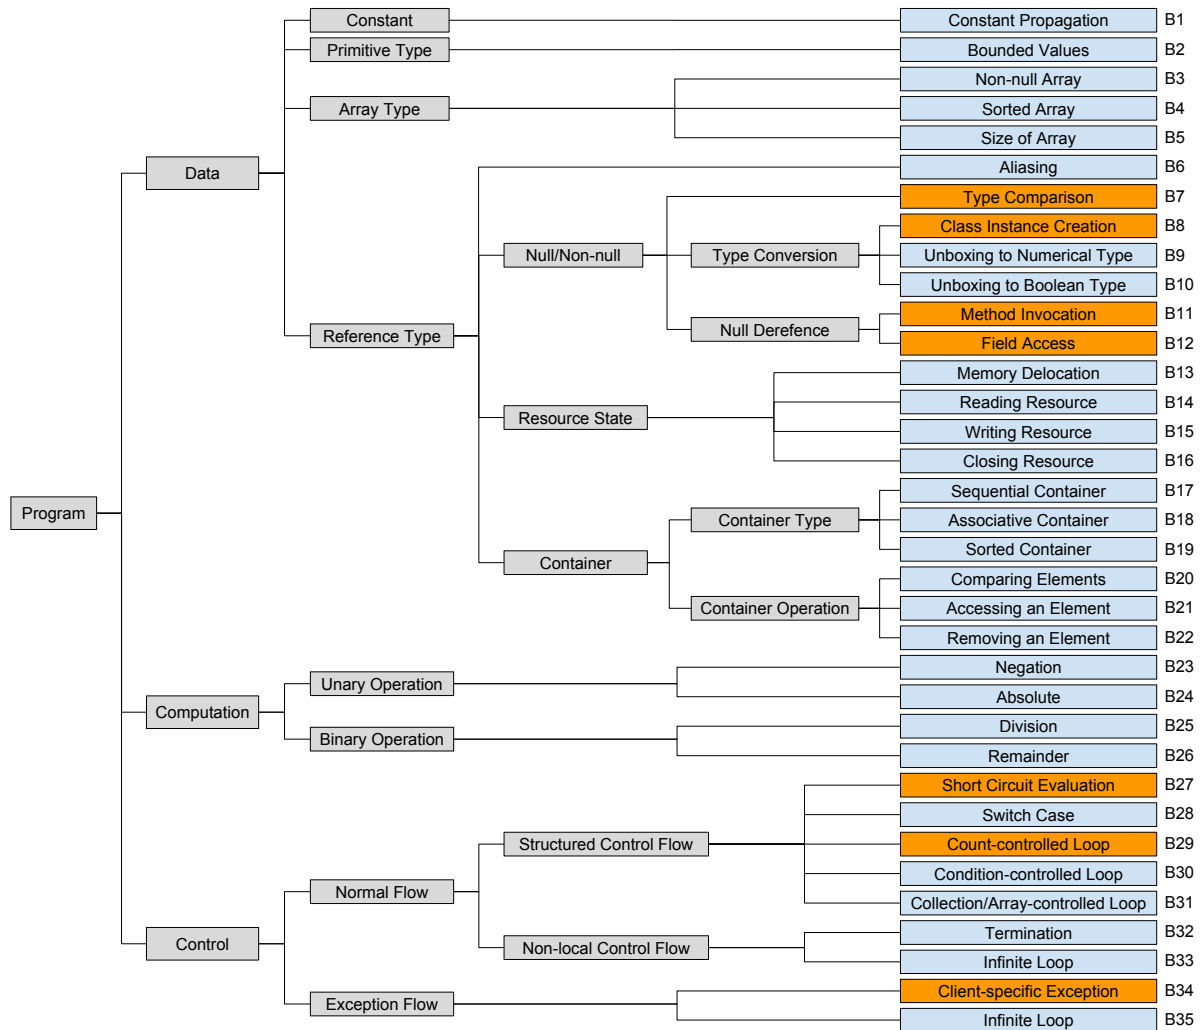 Constant
Constant Propagation
B1
Primitive Type
Bounded Values
B2
Non-null Array
B3
Array Type
Sorted Array
B4
Size of Array
B5
Data
Aliasing
B6
Type Comparison
B7
Class Instance Creation
B8
Null/Non-null
Type Conversion
Unboxing to Numerical Type
B9
Unboxing to Boolean Type
B10
Method Invocation
B11
Reference Type
Null Derefence
Field Access
B12
Memory Delocation
B13
Reading Resource
B14
Resource State
Writing Resource
B15
Closing Resource
B16
Program
Sequential Container
B17
Container Type
Associative Container
B18
Sorted Container
B19
Container
Comparing Elements
B20
Container Operation
Accessing an Element
B21
Removing an Element
B22
Computation
Unary Operation
Negation
B23
Absolute
B24
Binary Operation
Division
B25
Remainder
B26
Short Circuit Evaluation
B27
Switch Case
B28
Structured Control Flow
Count-controlled Loop
B29
Normal Flow
Condition-controlled Loop
B30
Collection/Array-controlled Loop
B31
Control
Termination
B32
Non-local Control Flow
Infinite Loop
B33
Exception Flow
Client-specific Exception
B34
Infinite Loop
B35